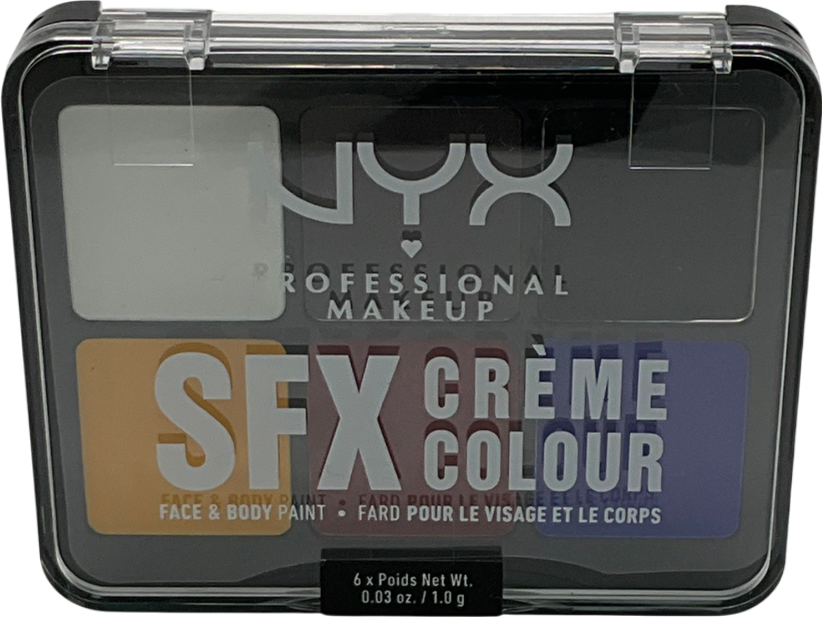 NYX
PROFESSIONAL
MAKEUP
SFX CRÈME
COLOUR
FACE & BODY PAINT • FARD POUR LE VISAGE ET LE CORPS
6 x Poids Net Wt.
0.03 oz. / 1.0 g